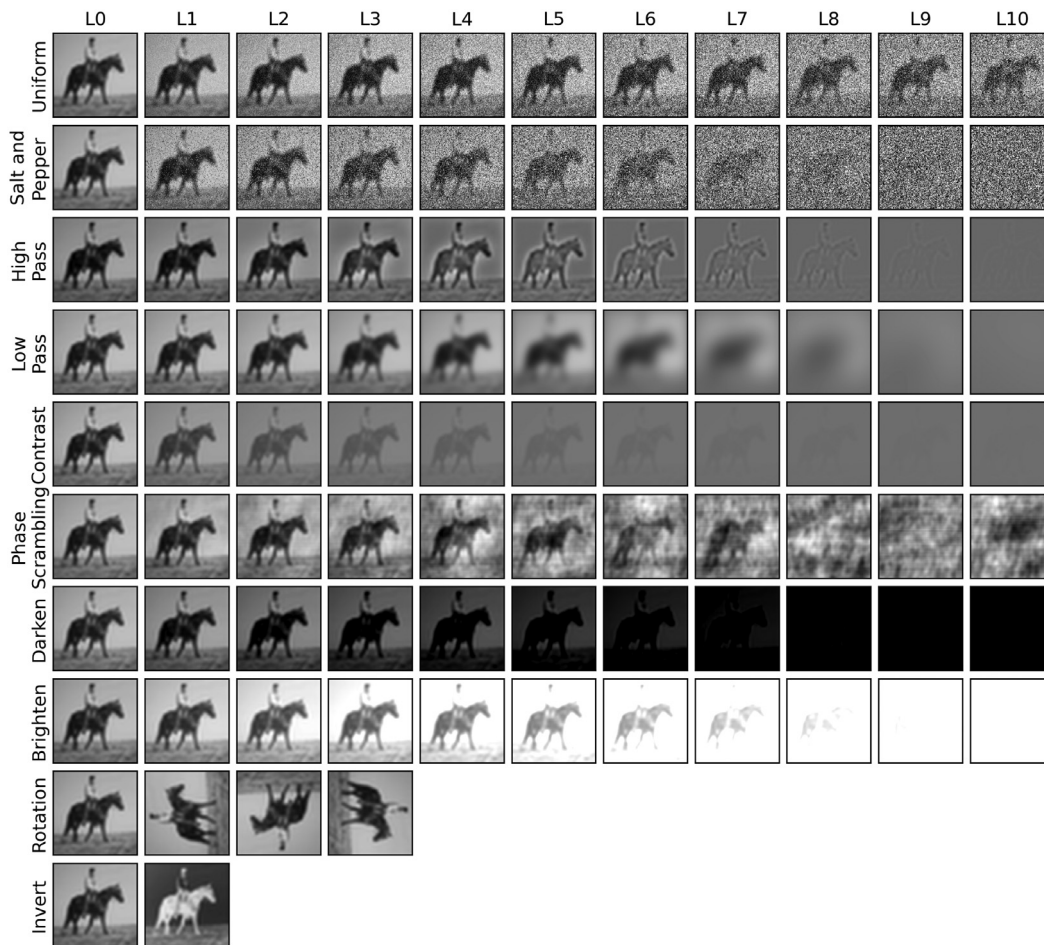 L0 L1 L2 L3 L4 L5 L6 L7 L8 L9 L10
Uniform
Salt and
Pepper
High
Pass
Low
Pass
Contrast
Phase
Scrambling
Darken
Brighten
Rotation
Invert